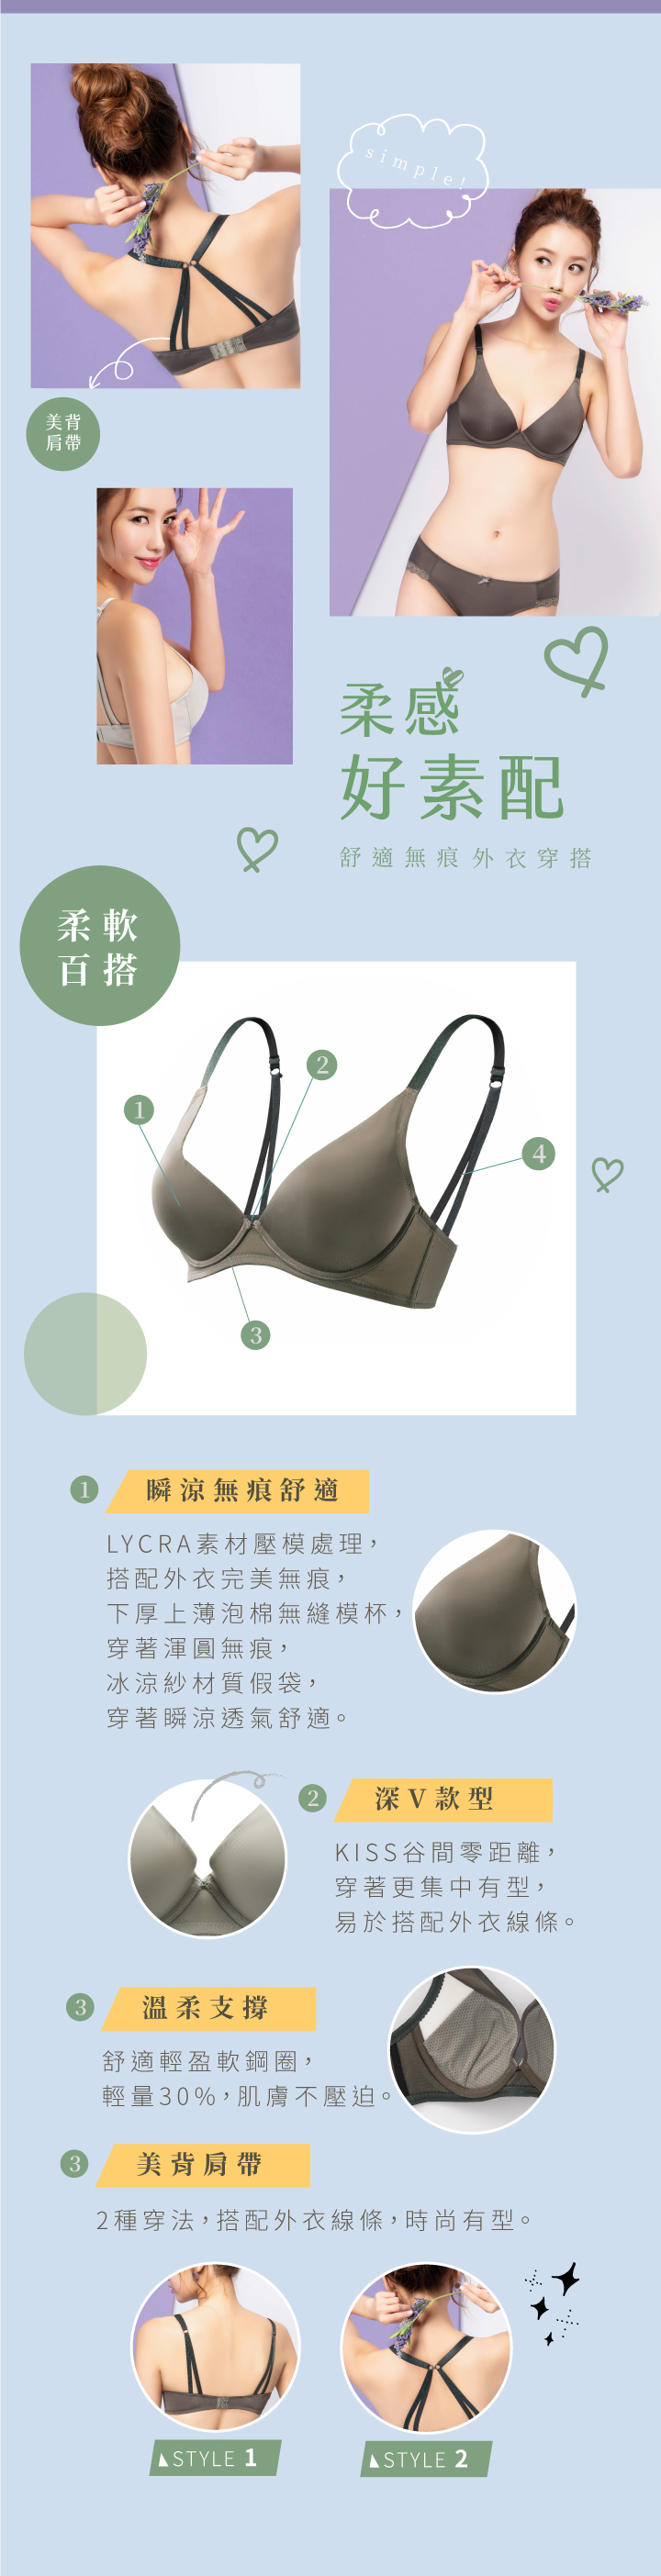 simple!
美背
肩帶
柔感
好素配
舒適無痕外衣穿搭
柔軟
百搭
1
2
4
3
1 瞬涼無痕舒適
LYCRA素材壓模處理，
搭配外衣完美無痕，
下厚上薄泡棉無縫模杯，
穿著渾圓無痕，
冰涼紗材質假袋，
穿著瞬涼透氣舒適。
2 深V款型
KISS谷間零距離，
穿著更集中有型，
易於搭配外衣線條。
3 溫柔支撐
舒適輕盈軟鋼圈，
輕量30%，肌膚不壓迫。
3 美背肩帶
2種穿法，搭配外衣線條，時尚有型。
STYLE 1
STYLE 2